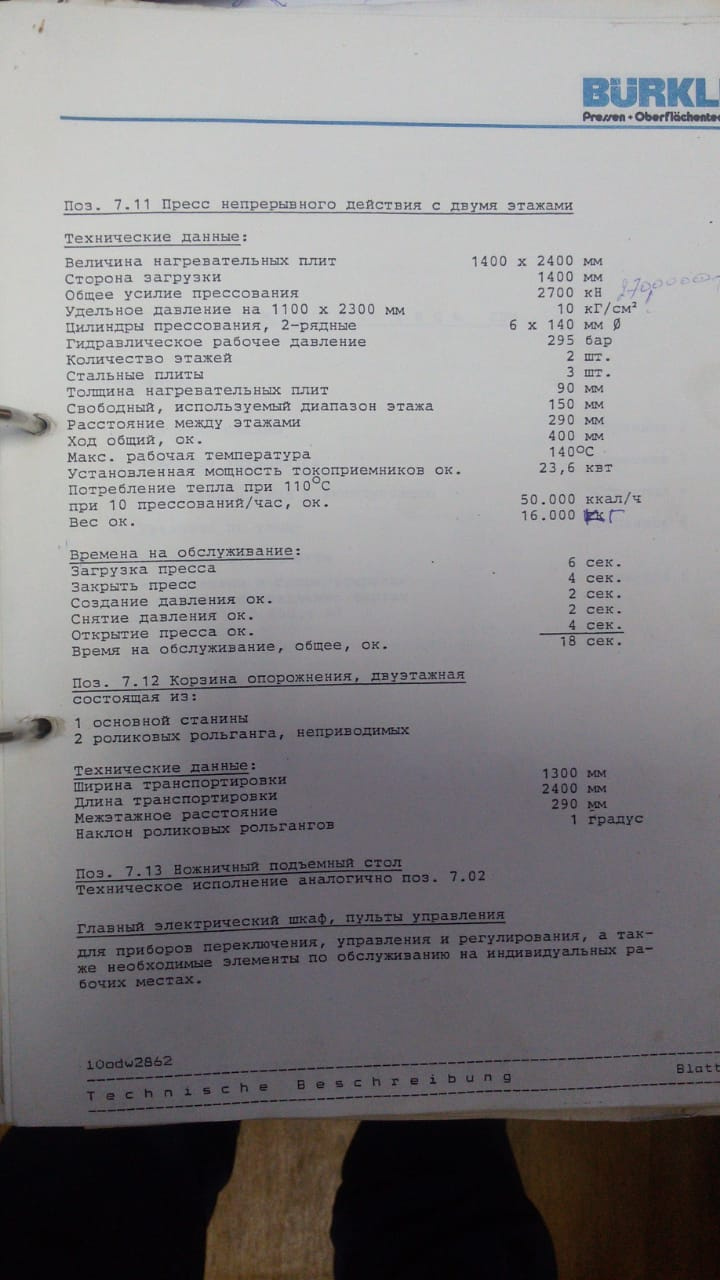 BÜRKL
Pressen • Oberflächente
Поз. 7.11 Пресс непрерывного действия с двумя этажами
Технические данные:
Величина нагревательных плит 1400 x 2400 мм
Сторона загрузки 1400 мм
Общее усилие прессования 2700 кН
Удельное давление на 1100 x 2300 мм 10 кГ/см²
Цилиндры прессования, 2-рядные 6 x 140 мм Ø
Гидравлическое рабочее давление 295 бар
Количество этажей 2 шт.
Стальные плиты 3 шт.
Толщина нагревательных плит 90 мм
Свободный, используемый диапазон этажа 150 мм
Расстояние между этажами 290 мм
Ход общий, ок. 400 мм
Макс. рабочая температура 140°C
Установленная мощность токоприемников ок. 23,6 квт
Потребление тепла при 110°C
при 10 прессований/час, ок. 50.000 ккал/ч
Вес ок. 16.000 кг
Времена на обслуживание:
Загрузка пресса 6 сек.
Закрыть пресс 4 сек.
Создание давления ок. 2 сек.
Снятие давления ок. 2 сек.
Открытие пресса ок. 4 сек.
Время на обслуживание, общее, ок. 18 сек.
Поз. 7.12 Корзина опорожнения, двуэтажная
состоящая из:
1 основной станины
2 роликовых рольганга, неприводимых
Технические данные:
Ширина транспортировки 1300 мм
Длина транспортировки 2400 мм
Межэтажное расстояние 290 мм
Наклон роликовых рольгангов 1 градус
Поз. 7.13 Ножничный подъемный стол
Техническое исполнение аналогично поз. 7.02
Главный электрический шкаф, пульты управления
для приборов переключения, управления и регулирования, а так-
же необходимые элементы по обслуживанию на индивидуальных ра-
бочих местах.
10odw2862
Technische Beschreibung Blatt